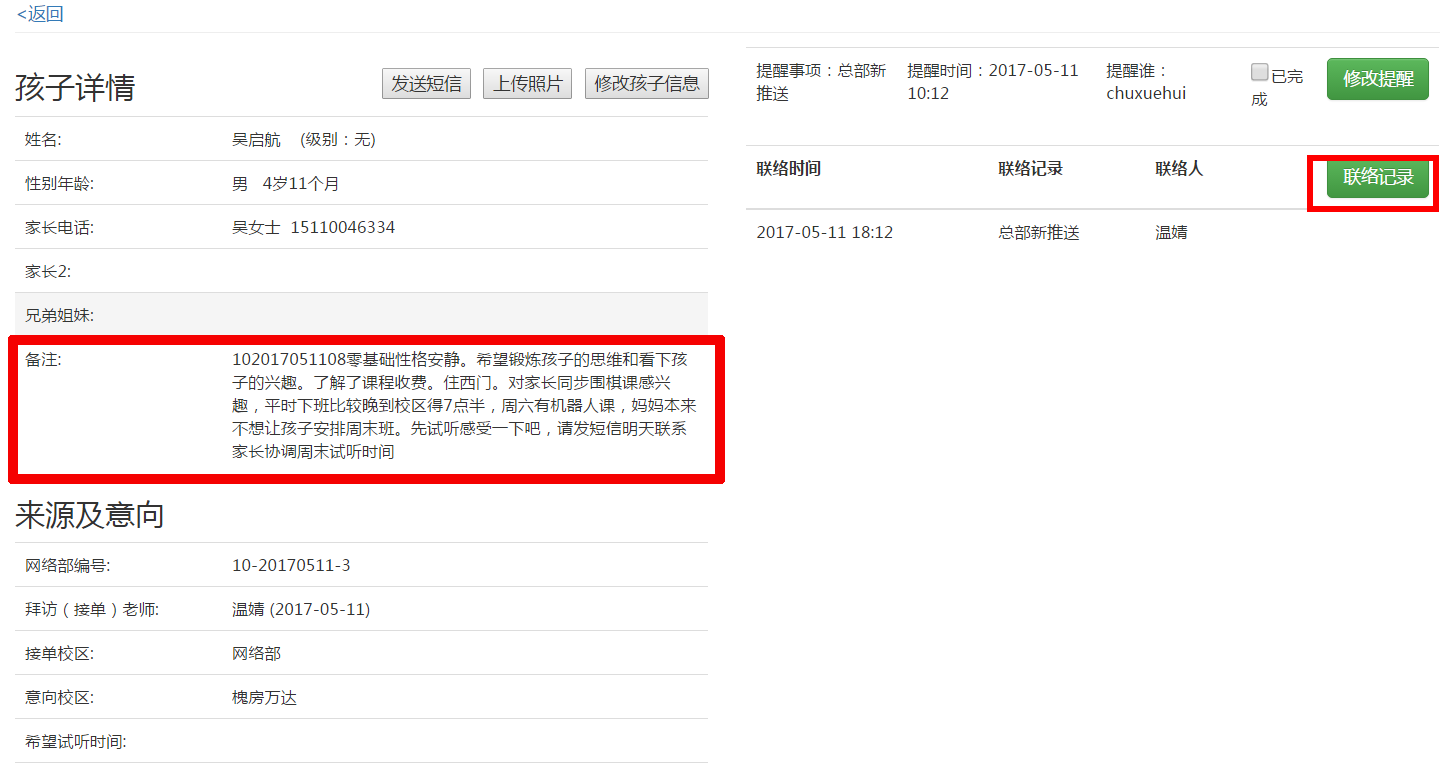 <返回
孩子详情
发送短信 上传照片 修改孩子信息
姓名: 吴启航 (级别：无)
性别年龄: 男 4岁11个月
家长电话: 吴女士 15110046334
家长2:
兄弟姐妹:
备注: 102017051108零基础性格安静。希望锻炼孩子的思维和看下孩
子的兴趣。了解了课程收费。住西门。对家长同步围棋课感兴
趣，平时下班比较晚到校区得7点半，周六有机器人课，妈妈本来
不想让孩子安排周末班。先试听感受一下吧，请发短信明天联系
家长协调周末试听时间
来源及意向
网络部编号: 10-20170511-3
拜访（接单）老师: 温婧 (2017-05-11)
接单校区: 网络部
意向校区: 槐房万达
希望试听时间:
提醒事项：总部新 提醒时间：2017-05-11 提醒谁： 已完 修改提醒
推送 10:12 chuxuehui 成
联络时间 联络记录 联络人 联络记录
2017-05-11 18:12 总部新推送 温婧